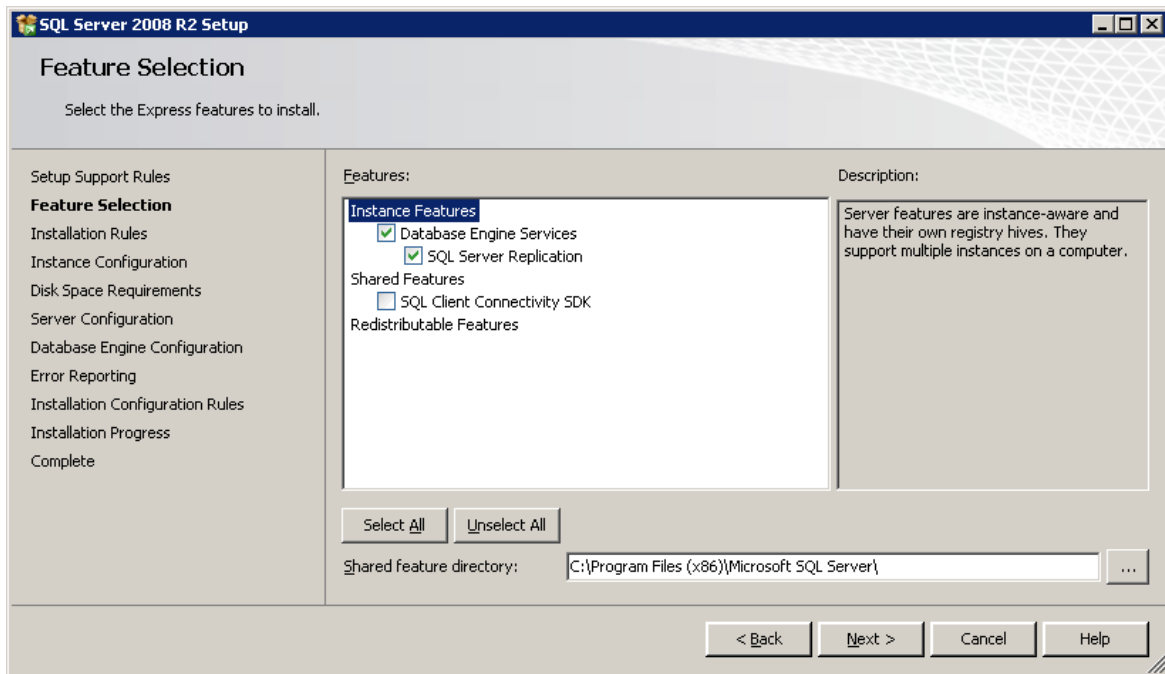 SQL Server 2008 R2 Setup
Feature Selection
Select the Express features to install.
Setup Support Rules
Feature Selection
Installation Rules
Instance Configuration
Disk Space Requirements
Server Configuration
Database Engine Configuration
Error Reporting
Installation Configuration Rules
Installation Progress
Complete
Features:
Instance Features
Database Engine Services
SQL Server Replication
Shared Features
SQL Client Connectivity SDK
Redistributable Features
Description:
Server features are instance-aware and
have their own registry hives. They
support multiple instances on a computer.
Select All
Unselect All
Shared feature directory:
C:\Program Files (x86)\Microsoft SQL Server\
...
< Back
Next >
Cancel
Help